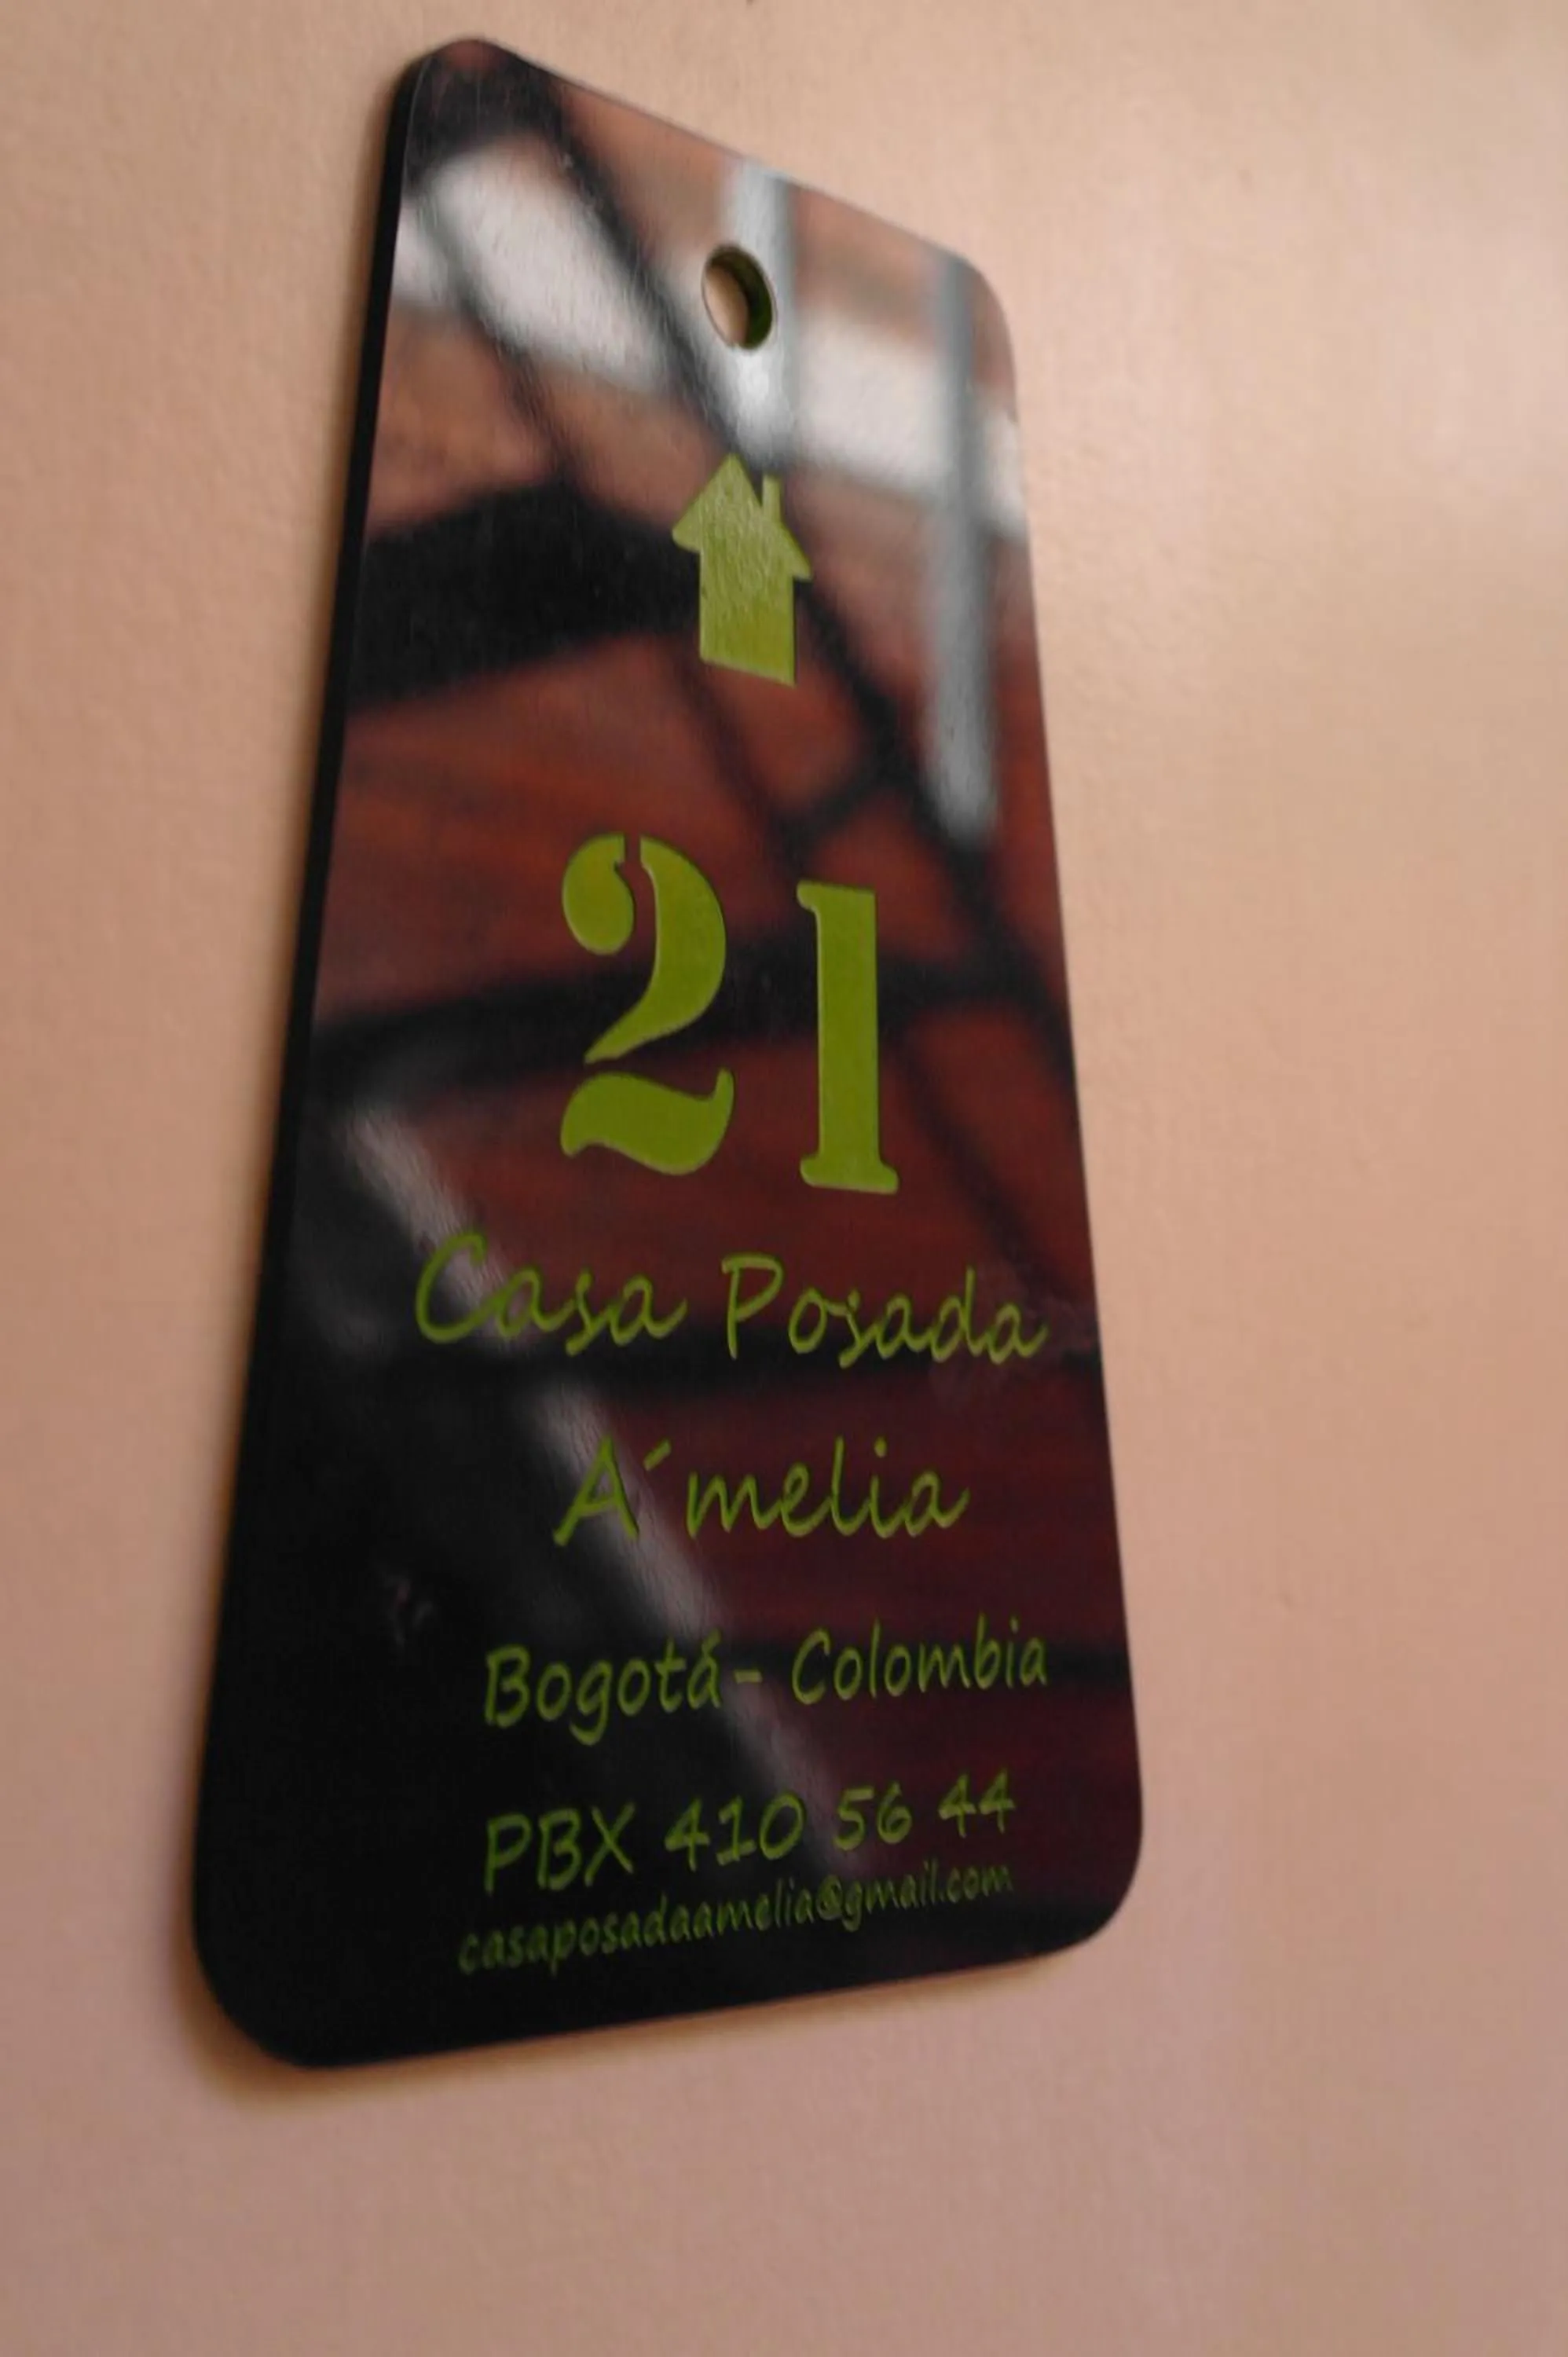 21
Casa Posada
A´melia
Bogotá - Colombia
PBX 410 56 44
casaposadaamelia@gmail.com